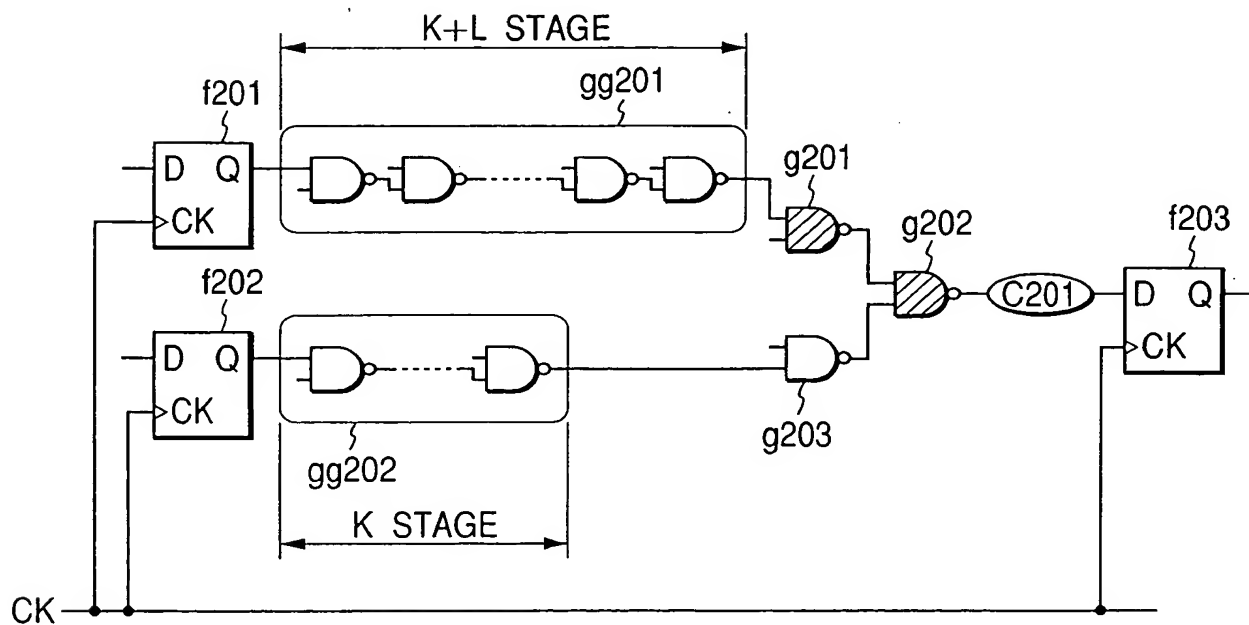 K+L STAGE
gg201
f201
D Q
CK
g201
g202
f203
C201
D Q
CK
f202
D Q
CK
g203
gg202
K STAGE
CK